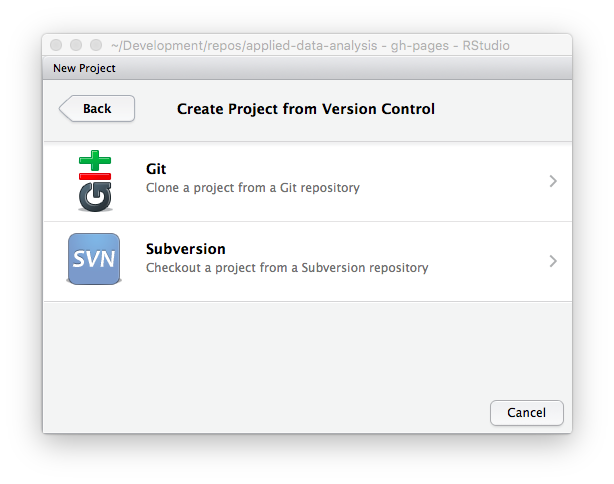 ~/Development/repos/applied-data-analysis - gh-pages - RStudio
New Project
Back
Create Project from Version Control
Git
Clone a project from a Git repository
SVN
Subversion
Checkout a project from a Subversion repository
Cancel